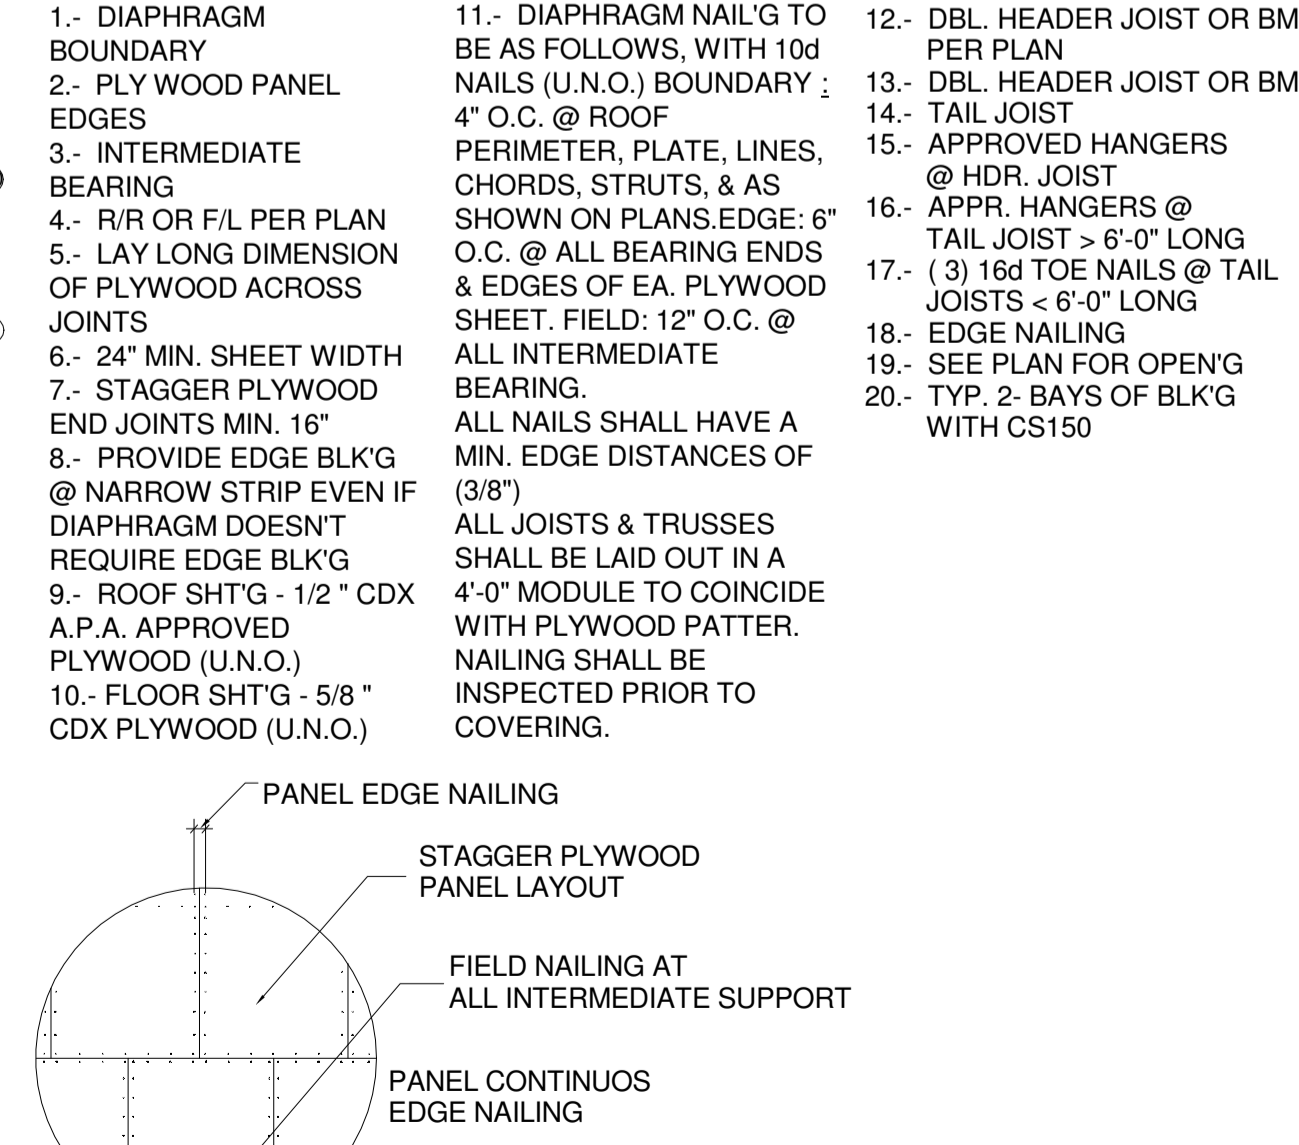 1.- DIAPHRAGM
BOUNDARY
2.- PLY WOOD PANEL
EDGES
3.- INTERMEDIATE
BEARING
4.- R/R OR F/L PER PLAN
5.- LAY LONG DIMENSION
OF PLYWOOD ACROSS
JOINTS
6.- 24" MIN. SHEET WIDTH
7.- STAGGER PLYWOOD
END JOINTS MIN. 16"
8.- PROVIDE EDGE BLK'G
@ NARROW STRIP EVEN IF
DIAPHRAGM DOESN'T
REQUIRE EDGE BLK'G
9.- ROOF SHT'G - 1/2 " CDX
A.P.A. APPROVED
PLYWOOD (U.N.O.)
10.- FLOOR SHT'G - 5/8 "
CDX PLYWOOD (U.N.O.)
11.- DIAPHRAGM NAIL'G TO
BE AS FOLLOWS, WITH 10d
NAILS (U.N.O.) BOUNDARY :
4" O.C. @ ROOF
PERIMETER, PLATE, LINES,
CHORDS, STRUTS, & AS
SHOWN ON PLANS.EDGE: 6"
O.C. @ ALL BEARING ENDS
& EDGES OF EA. PLYWOOD
SHEET. FIELD: 12" O.C. @
ALL INTERMEDIATE
BEARING.
ALL NAILS SHALL HAVE A
MIN. EDGE DISTANCES OF
(3/8")
ALL JOISTS & TRUSSES
SHALL BE LAID OUT IN A
4'-0" MODULE TO COINCIDE
WITH PLYWOOD PATTER.
NAILING SHALL BE
INSPECTED PRIOR TO
COVERING.
12.- DBL. HEADER JOIST OR BM
PER PLAN
13.- DBL. HEADER JOIST OR BM
14.- TAIL JOIST
15.- APPROVED HANGERS
@ HDR. JOIST
16.- APPR. HANGERS @
TAIL JOIST > 6'-0" LONG
17.- ( 3) 16d TOE NAILS @ TAIL
JOISTS < 6'-0" LONG
18.- EDGE NAILING
19.- SEE PLAN FOR OPEN'G
20.- TYP. 2- BAYS OF BLK'G
WITH CS150
PANEL EDGE NAILING
STAGGER PLYWOOD
PANEL LAYOUT
FIELD NAILING AT
ALL INTERMEDIATE SUPPORT
PANEL CONTINUOS
EDGE NAILING